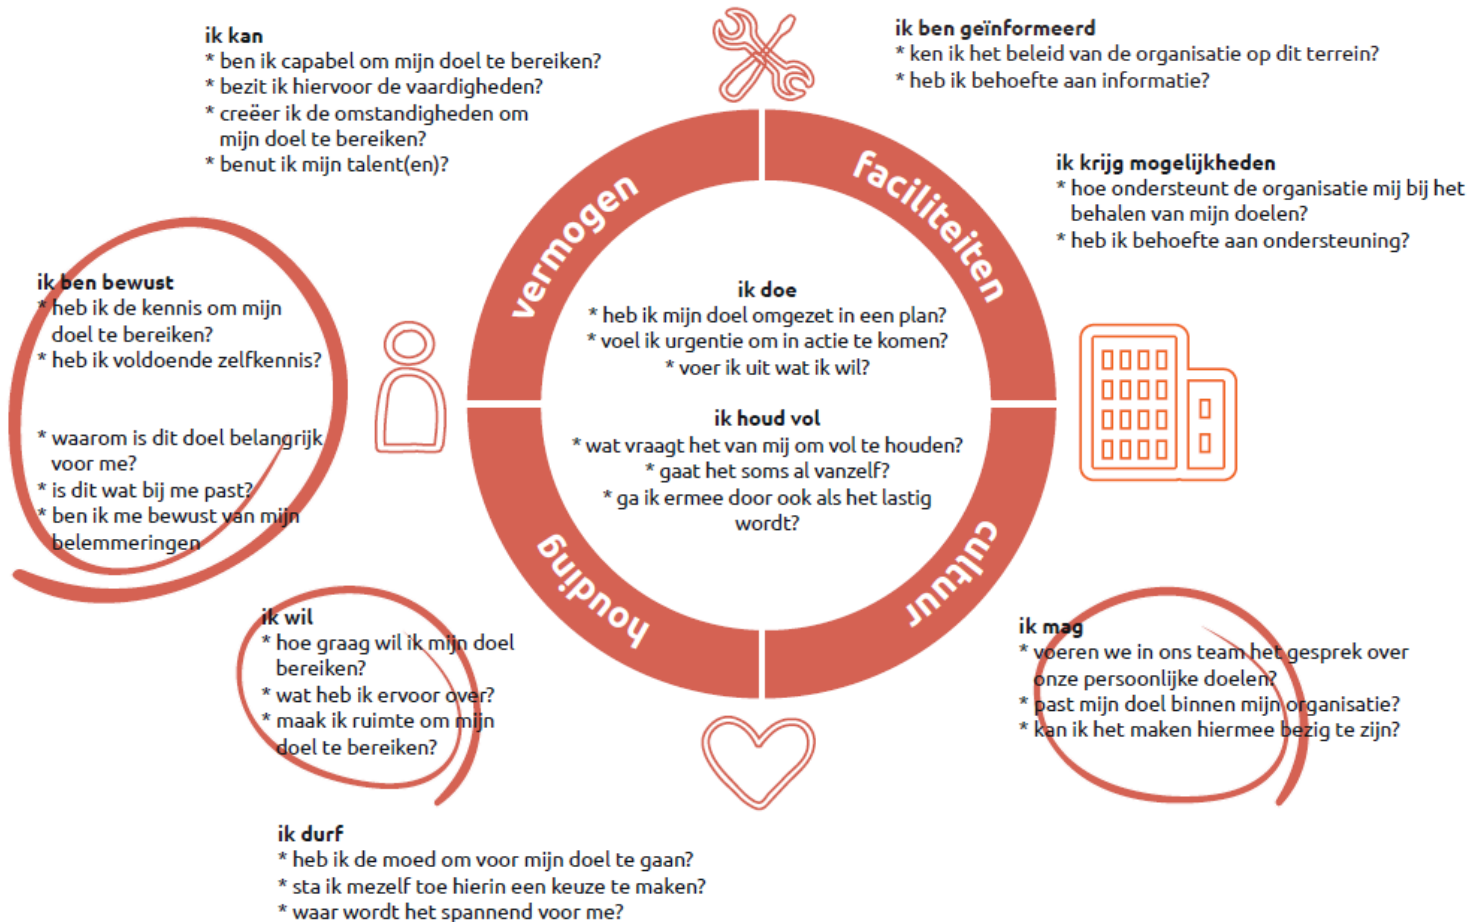 ik kan
* ben ik capabel om mijn doel te bereiken?
* bezit ik hiervoor de vaardigheden?
* creëer ik de omstandigheden om
mijn doel te bereiken?
* benut ik mijn talent(en)?
ik ben geïnformeerd
* ken ik het beleid van de organisatie op dit terrein?
* heb ik behoefte aan informatie?
ik krijg mogelijkheden
* hoe ondersteunt de organisatie mij bij het
behalen van mijn doelen?
* heb ik behoefte aan ondersteuning?
vermogen
faciliteiten
ik ben bewust
* heb ik de kennis om mijn
doel te bereiken?
* heb ik voldoende zelfkennis?
* waarom is dit doel belangrijk
voor me?
* is dit wat bij me past?
* ben ik me bewust van mijn
belemmeringen
ik doe
* heb ik mijn doel omgezet in een plan?
* voel ik urgentie om in actie te komen?
* voer ik uit wat ik wil?
ik houd vol
* wat vraagt het van mij om vol te houden?
* gaat het soms al vanzelf?
* ga ik ermee door ook als het lastig
wordt?
houding
cultuur
ik wil
* hoe graag wil ik mijn doel
bereiken?
* wat heb ik ervoor over?
* maak ik ruimte om mijn
doel te bereiken?
ik mag
* voeren we in ons team het gesprek over
onze persoonlijke doelen?
* past mijn doel binnen mijn organisatie?
* kan ik het maken hiermee bezig te zijn?
ik durf
* heb ik de moed om voor mijn doel te gaan?
* sta ik mezelf toe hierin een keuze te maken?
* waar wordt het spannend voor me?